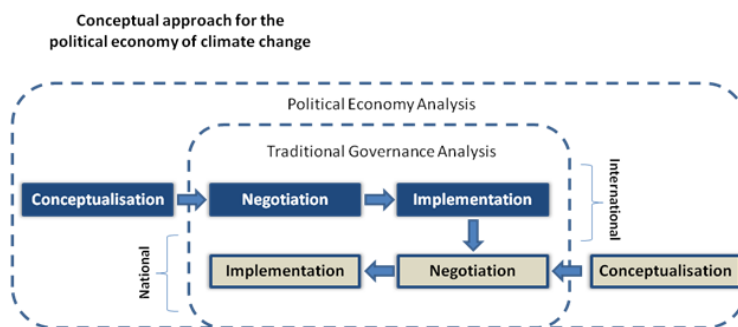 Conceptual approach for the
political economy of climate change
Political Economy Analysis
Traditional Governance Analysis
Conceptualisation
Negotiation
Implementation
International
National
Implementation
Negotiation
Conceptualisation